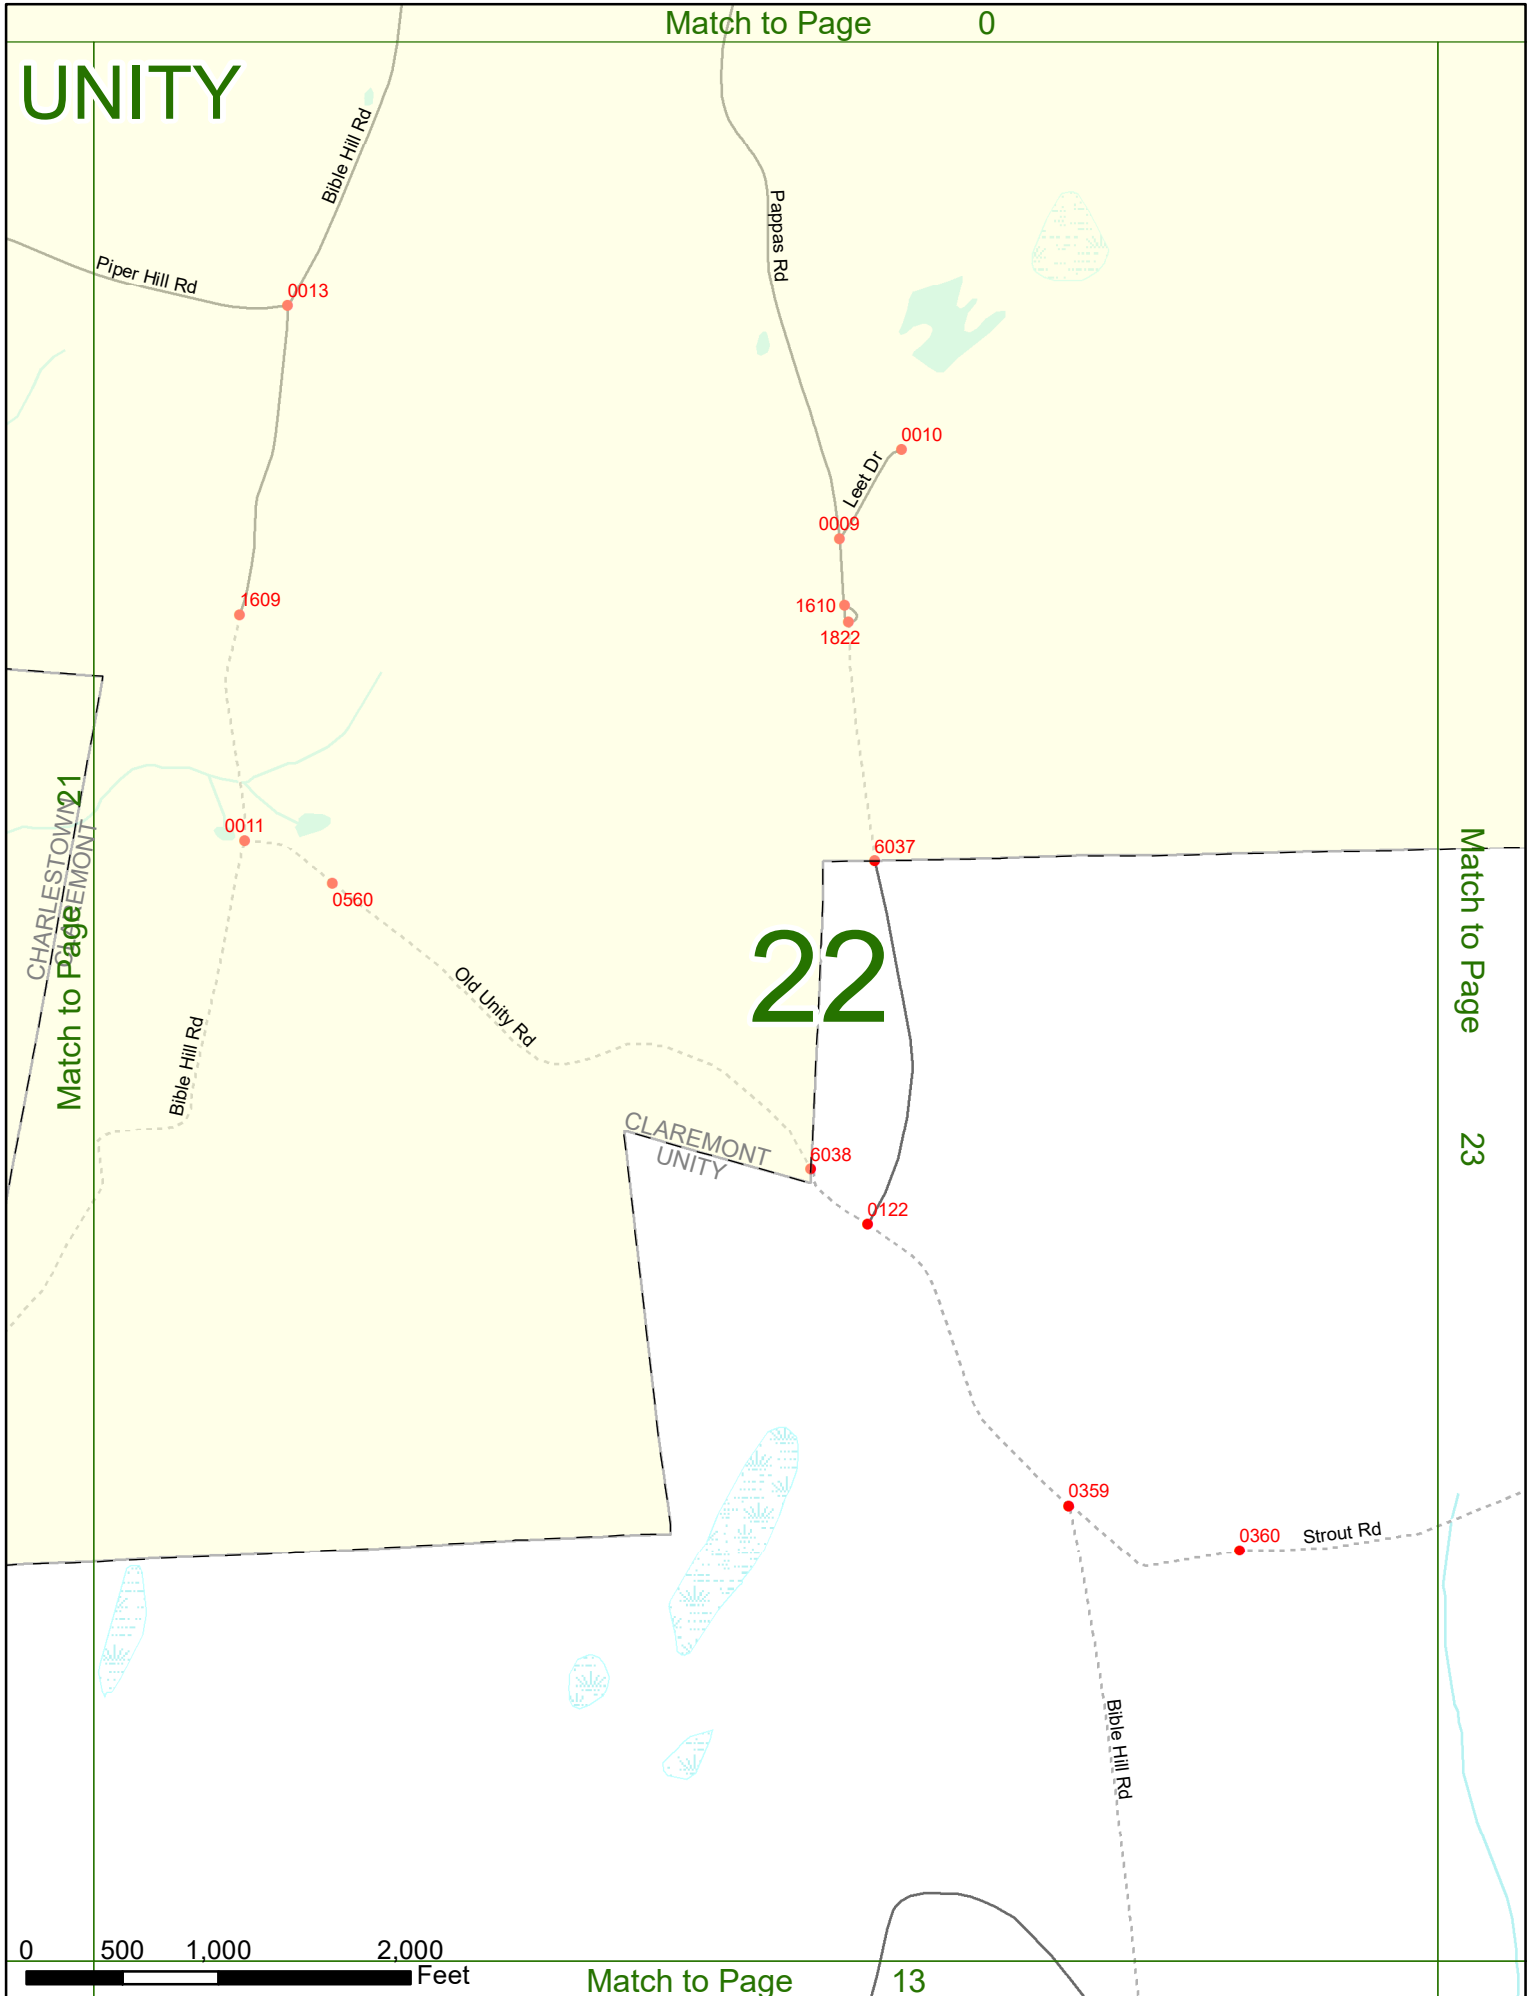 Match to Page 0
UNITY
Bible Hill Rd
Pappas Rd
Piper Hill Rd
0013
0010
Leet Dr
0009
1609
1610
1822
CHARLESTOWN
CLAREMONT
Match to Page 21
0011
6037
0560
22
Match to Page 23
Old Unity Rd
Bible Hill Rd
CLAREMONT
UNITY
6038
0122
0359
0360
Strout Rd
Bible Hill Rd
0 500 1,000 2,000
Feet
Match to Page 13